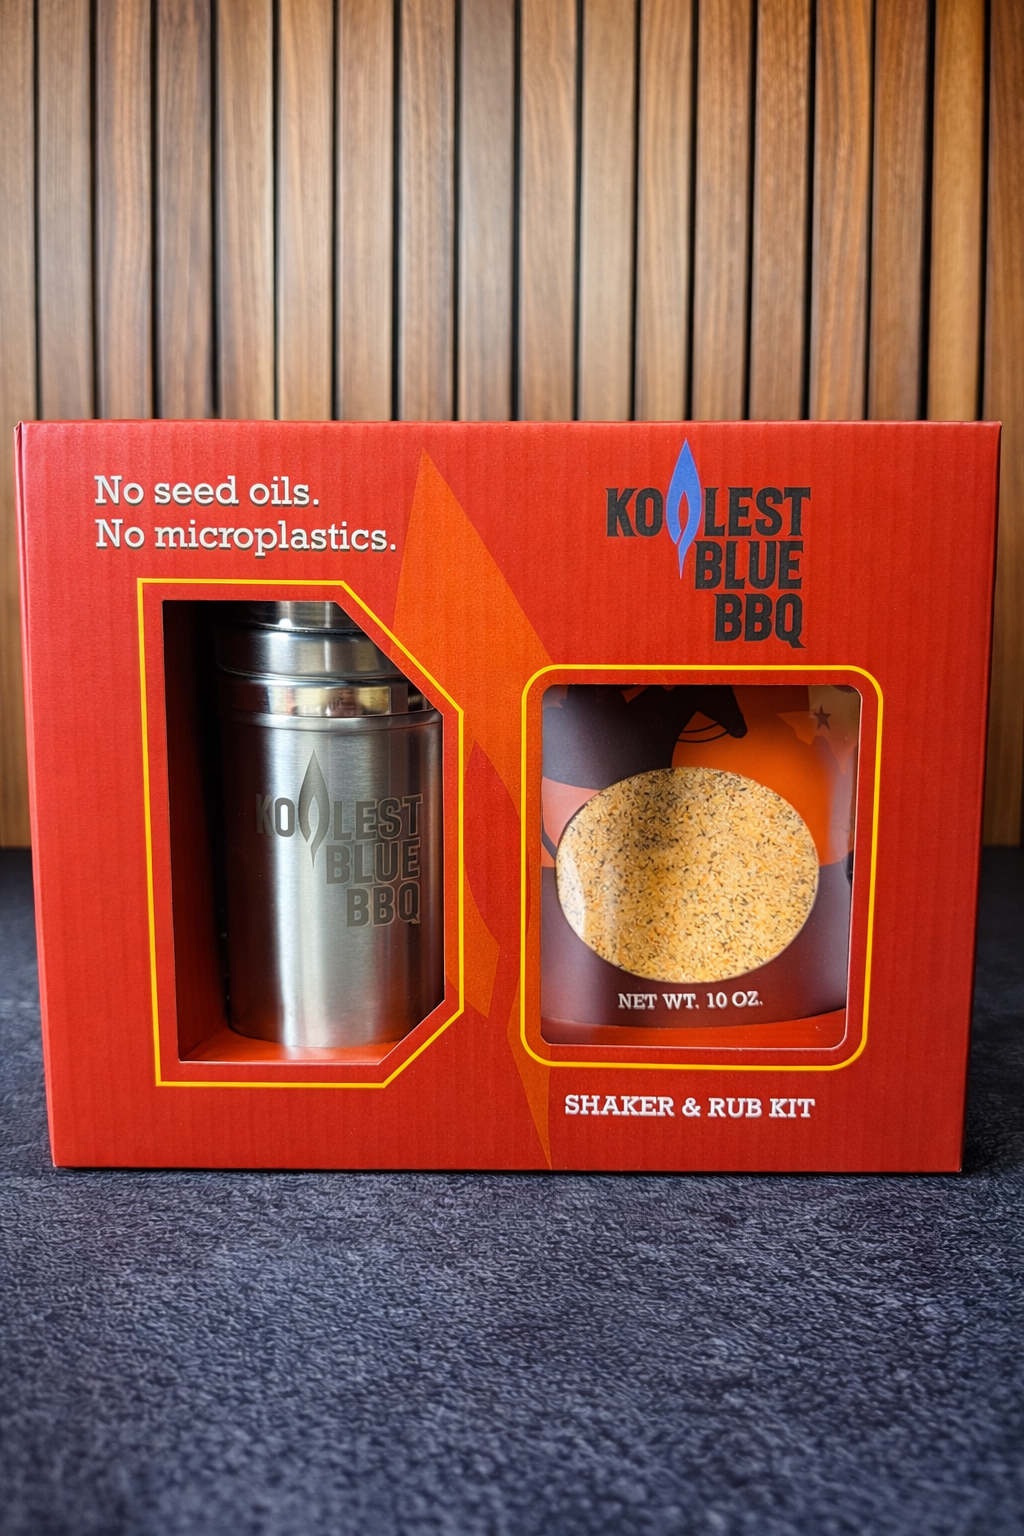 No seed oils.
No microplastics.
KOOLEST
BLUE
BBQ
KOOLEST
BLUE
BBQ
NET WT. 10 OZ.
SHAKER & RUB KIT